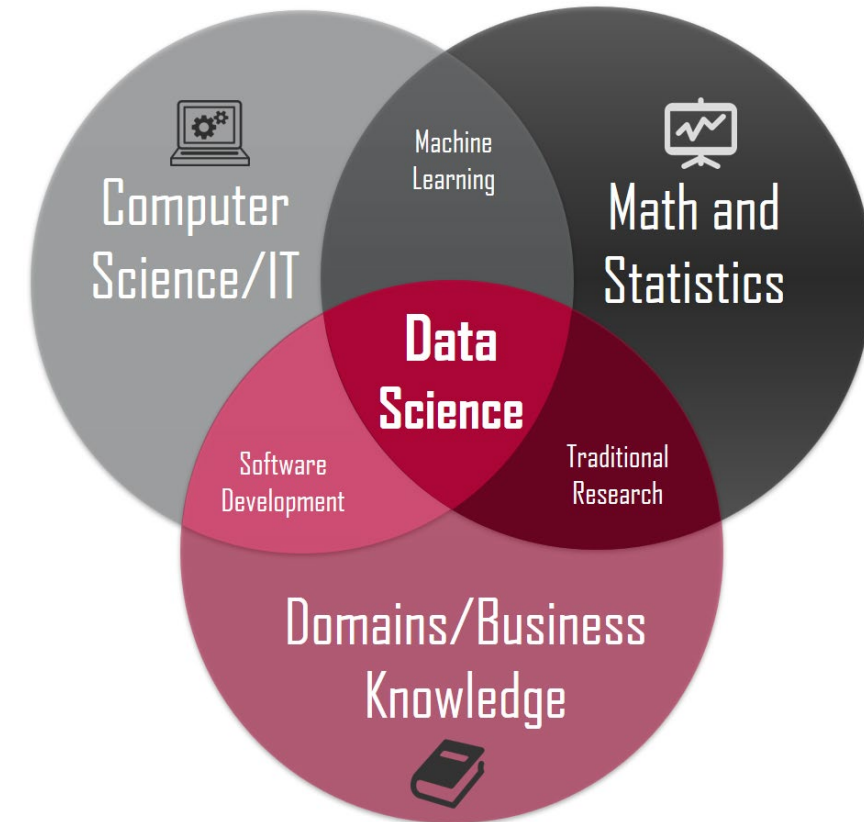 Machine
Learning
Computer
Science/IT
Math and
Statistics
Data
Science
Software
Development
Traditional
Research
Domains/Business
Knowledge